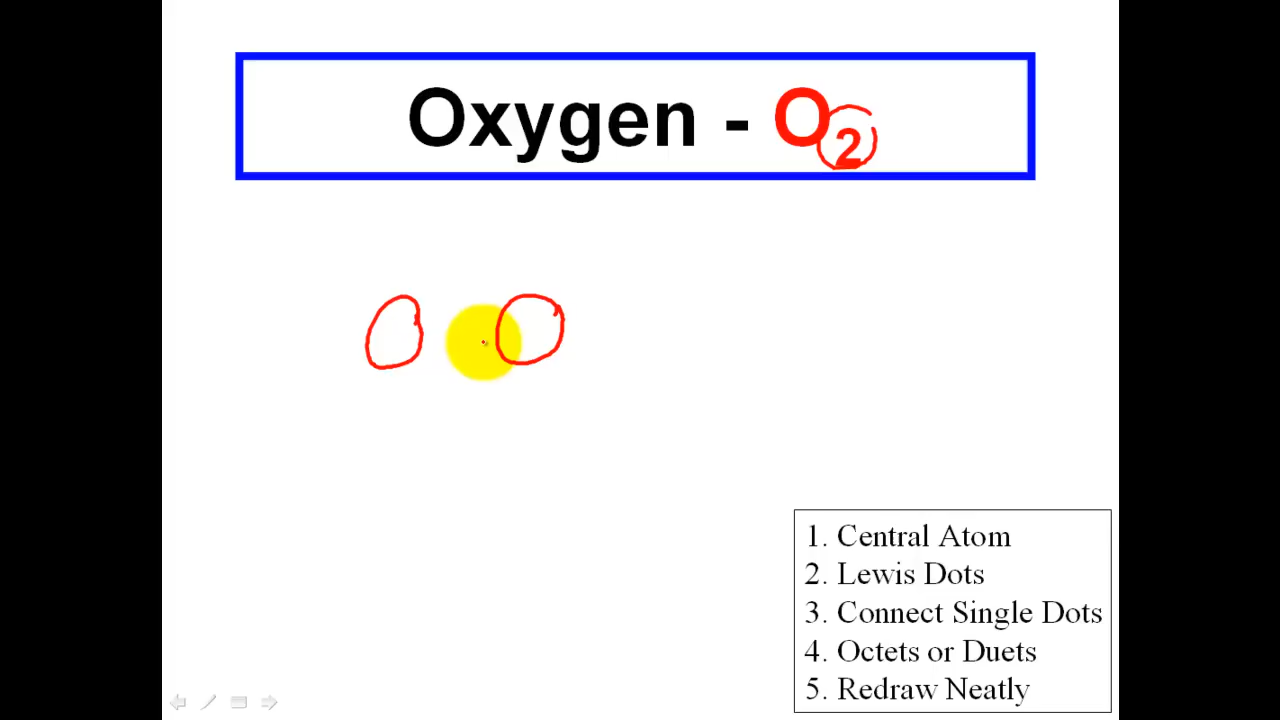 Oxygen - O2
O O
1. Central Atom
2. Lewis Dots
3. Connect Single Dots
4. Octets or Duets
5. Redraw Neatly